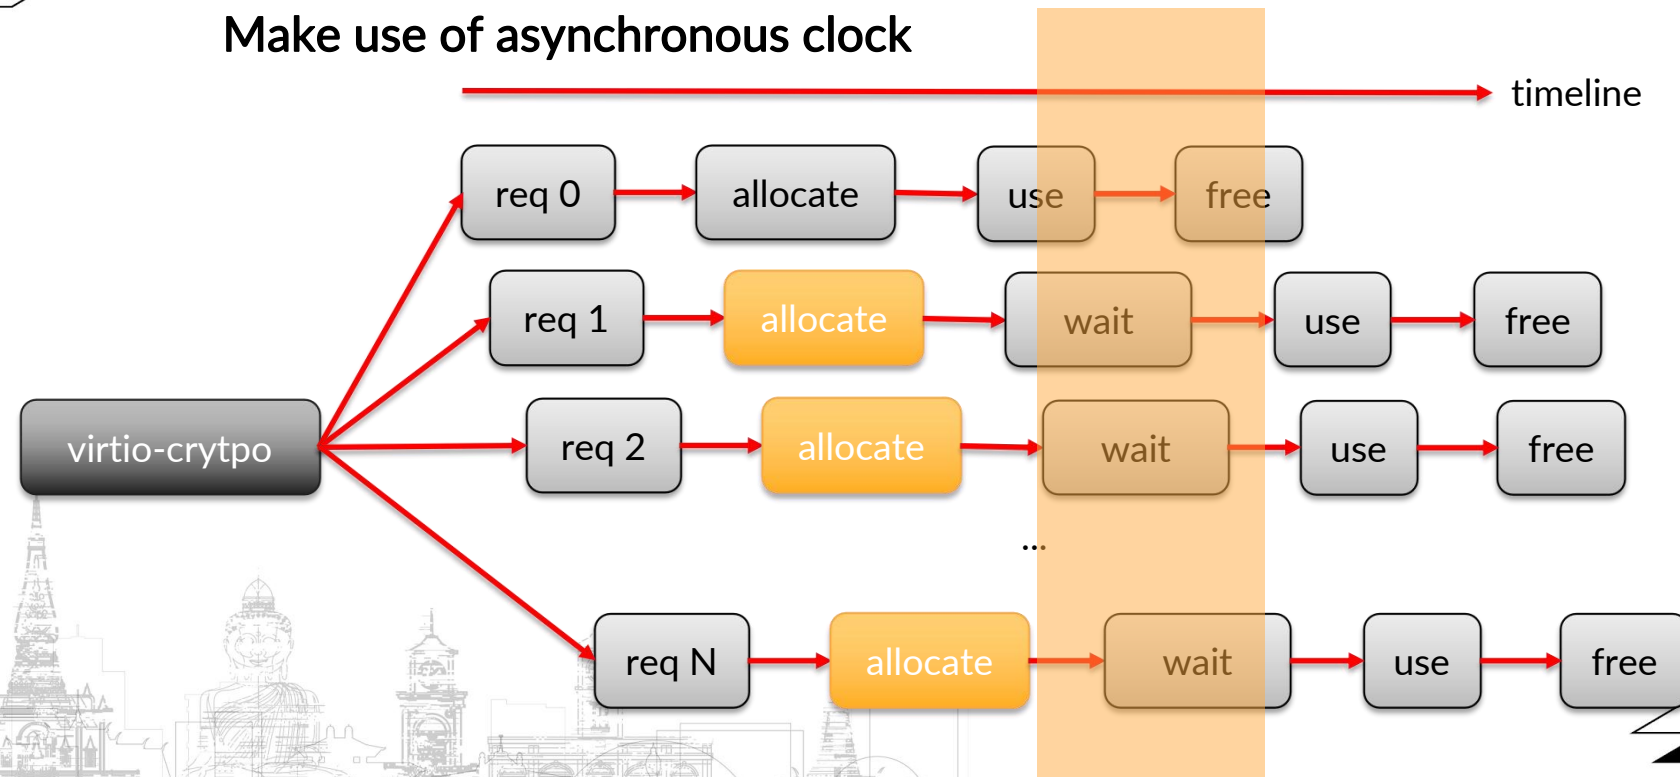 Make use of asynchronous clock
timeline
req 0
allocate
use
free
req 1
allocate
wait
use
free
virtio-crytpo
req 2
allocate
wait
use
free
...
req N
allocate
wait
use
free